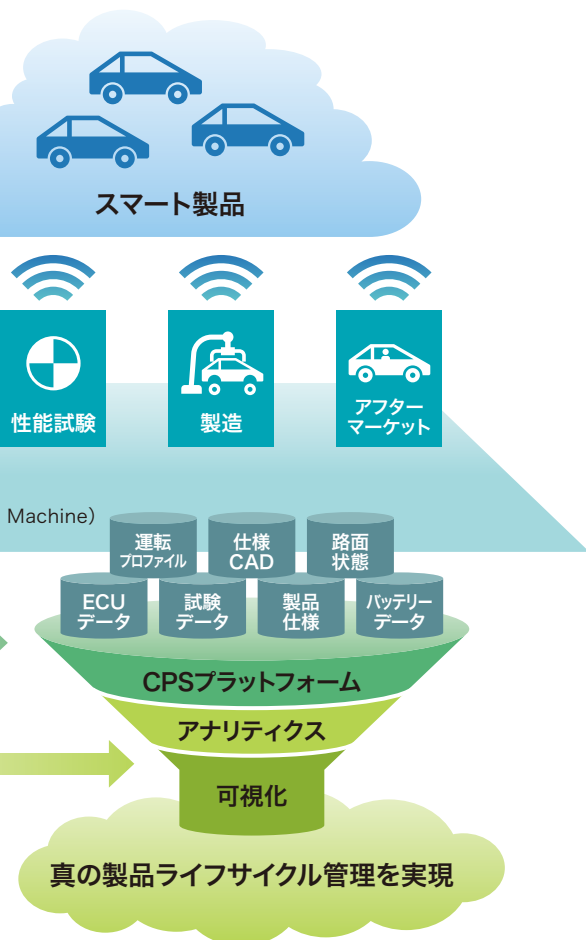 スマート製品
性能試験
製造
アフター
マーケット
Machine）
運転
プロファイル
仕様
CAD
路面
状態
ECU
データ
試験
データ
製品
仕様
バッテリー
データ
CPSプラットフォーム
アナリティクス
可視化
真の製品ライフサイクル管理を実現